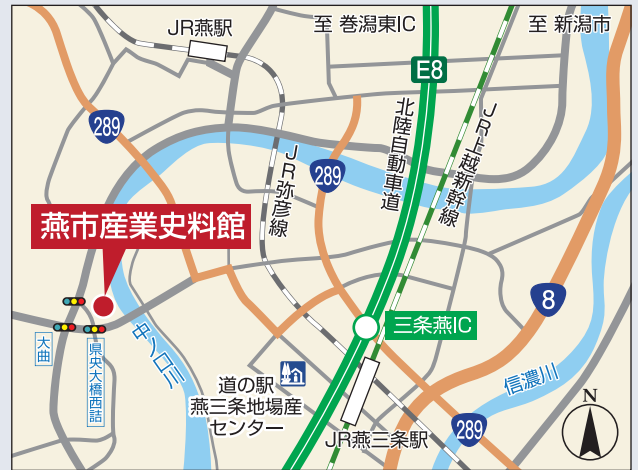 JR燕駅
至 巻潟東IC
至 新潟市
E8
289
北陸自動車道
JR上越新幹線
JR弥彦線
289
燕市産業史料館
8
三条燕IC
大曲
県央大橋西詰
中ノ口川
道の駅
燕三条地場産
センター
信濃川
JR燕三条駅
289
N